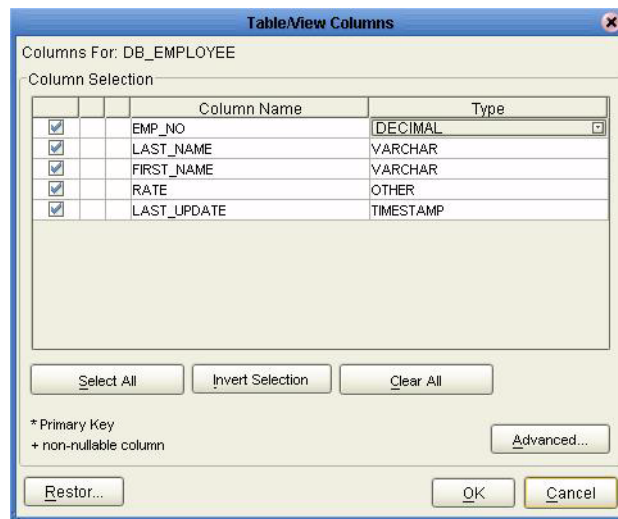 Table/View Columns
Columns For: DB_EMPLOYEE
Column Selection
Column Name Type
EMP_NO DECIMAL
LAST_NAME VARCHAR
FIRST_NAME VARCHAR
RATE OTHER
LAST_UPDATE TIMESTAMP
Select All Invert Selection Clear All
* Primary Key
+ non-nullable column
Advanced...
Restor... OK Cancel